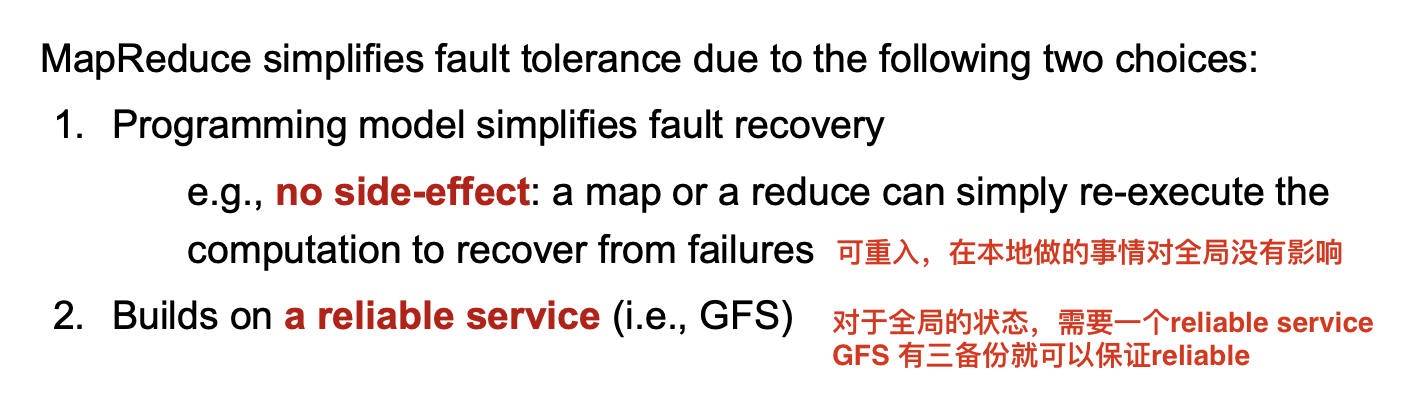 MapReduce simplifies fault tolerance due to the following two choices:
1. Programming model simplifies fault recovery
e.g., no side-effect: a map or a reduce can simply re-execute the
computation to recover from failures 可重入，在本地做的事情对全局没有影响
2. Builds on a reliable service (i.e., GFS) 对于全局的状态，需要一个reliable service
GFS 有三备份就可以保证reliable